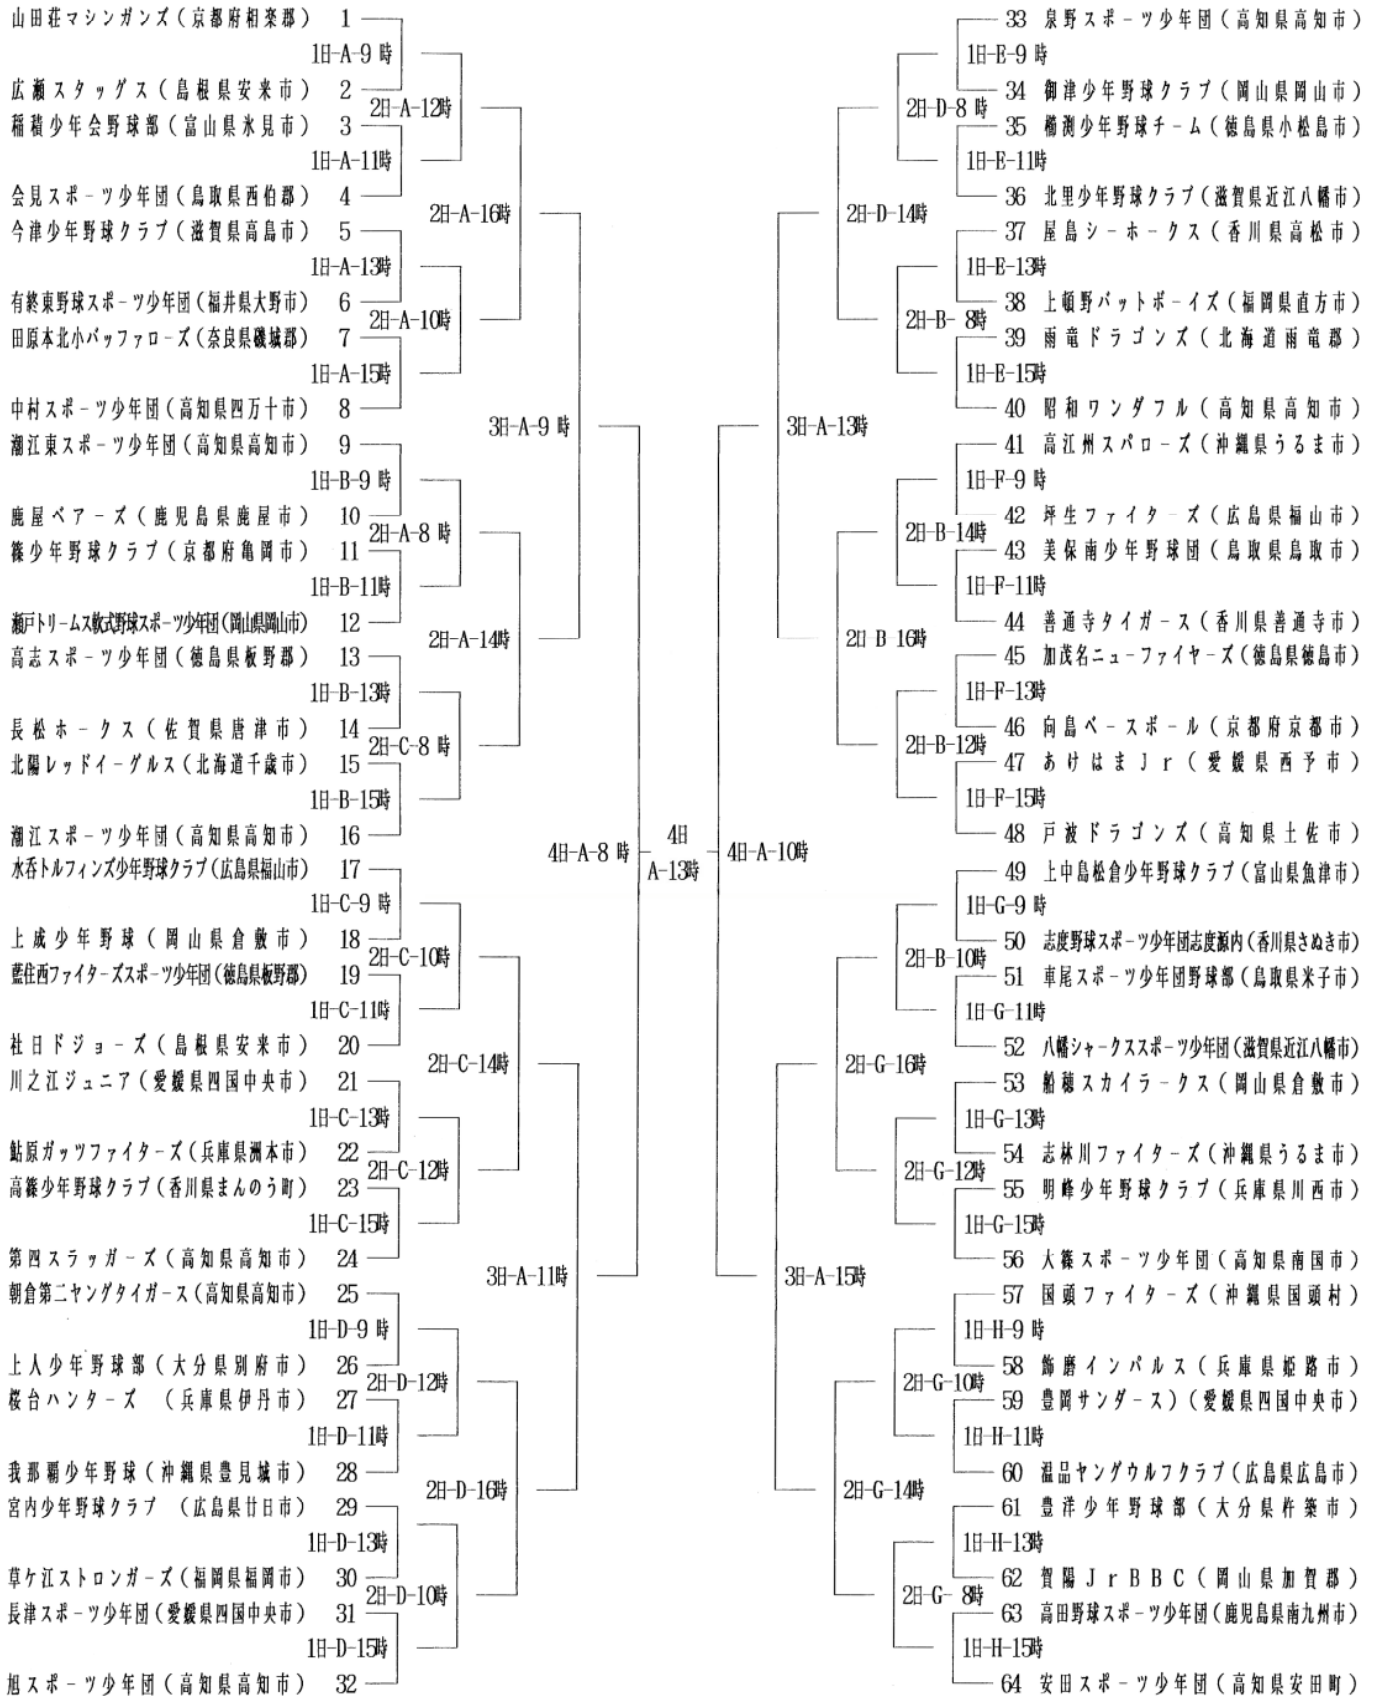 山田荘マシンガンズ(京都府相楽郡) 1
1日-A-9 時
広瀬スタッグス(島根県安来市) 2
2日-A-12時
稲積少年会野球部(富山県氷見市) 3
1日-A-11時
会見スポーツ少年団(鳥取県西伯郡) 4
2日-A-16時
今津少年野球クラブ(滋賀県高島市) 5
1日-A-13時
有終東野球スポーツ少年団(福井県大野市) 6
2日-A-10時
田原本北小バッファローズ(奈良県磯城郡) 7
1日-A-15時
中村スポーツ少年団(高知県四万十市) 8
3日-A-9 時
潮江東スポーツ少年団(高知県高知市) 9
1日-B-9 時
鹿屋ベアーズ(鹿児島県鹿屋市) 10
2日-A-8 時
篠少年野球クラブ(京都府亀岡市) 11
1日-B-11時
瀬戸トリームス軟式野球スポーツ少年団(岡山県岡山市) 12
2日-A-14時
高志スポーツ少年団(徳島県板野郡) 13
1日-B-13時
長松ホークス(佐賀県唐津市) 14
2日-C-8 時
北陽レッドイーグルス(北海道千歳市) 15
1日-B-15時
潮江スポーツ少年団(高知県高知市) 16
4日-A-8 時
水呑トルフィンズ少年野球クラブ(広島県福山市) 17
1日-C-9 時
上成少年野球(岡山県倉敷市) 18
2日-C-10時
藍住西ファイターズスポーツ少年団(徳島県板野郡) 19
1日-C-11時
社日ドジョーズ(島根県安来市) 20
2日-C-14時
川之江ジュニア(愛媛県四国中央市) 21
1日-C-13時
鮎原ガッツファイターズ(兵庫県洲本市) 22
2日-C-12時
高篠少年野球クラブ(香川県まんのう町) 23
1日-C-15時
第四スラッガーズ(高知県高知市) 24
3日-A-11時
朝倉第二ヤングタイガース(高知県高知市) 25
1日-D-9 時
上人少年野球部(大分県別府市) 26
2日-D-12時
桜台ハンターズ (兵庫県伊丹市) 27
1日-D-11時
我那覇少年野球(沖縄県豊見城市) 28
2日-D-16時
宮内少年野球クラブ (広島県廿日市) 29
1日-D-13時
草ケ江ストロンガーズ(福岡県福岡市) 30
2日-D-10時
長津スポーツ少年団(愛媛県四国中央市) 31
1日-D-15時
旭スポーツ少年団(高知県高知市) 32
4日
A-13時
33 泉野スポーツ少年団(高知県高知市)
1日-E-9 時
34 御津少年野球クラブ(岡山県岡山市)
2日-D-8 時
35 櫛渕少年野球チーム(徳島県小松島市)
1日-E-11時
36 北里少年野球クラブ(滋賀県近江八幡市)
2日-D-14時
37 屋島シーホークス(香川県高松市)
1日-E-13時
38 上頓野バットボーイズ(福岡県直方市)
2日-B- 8時
39 雨竜ドラゴンズ(北海道雨竜郡)
1日-E-15時
40 昭和ワンダフル(高知県高知市)
3日-A-13時
41 高江州スパローズ(沖縄県うるま市)
1日-F-9 時
42 坪生ファイターズ(広島県福山市)
2日-B-14時
43 美保南少年野球団(鳥取県鳥取市)
1日-F-11時
44 善通寺タイガース(香川県善通寺市)
2日 B-16時
45 加茂名ニューファイヤーズ(徳島県徳島市)
1日-F-13時
46 向島ベースボール(京都府京都市)
2日-B-12時
47 あけはまJr(愛媛県西予市)
1日-F-15時
48 戸波ドラゴンズ(高知県土佐市)
4日-A-10時
49 上中島松倉少年野球クラブ(富山県魚津市)
1日-G-9 時
50 志度野球スポーツ少年団志度源内(香川県さぬき市)
2日-B-10時
51 車尾スポーツ少年団野球部(鳥取県米子市)
1日-G-11時
52 八幡シャークススポーツ少年団(滋賀県近江八幡市)
2日-G-16時
53 船穂スカイラークス(岡山県倉敷市)
1日-G-13時
54 志林川ファイターズ(沖縄県うるま市)
2日-G-12時
55 明峰少年野球クラブ(兵庫県川西市)
1日-G-15時
56 大篠スポーツ少年団(高知県南国市)
3日-A-15時
57 国頭ファイターズ(沖縄県国頭村)
1日-H-9 時
58 飾磨インパルス(兵庫県姫路市)
2日-G-10時
59 豊岡サンダース)(愛媛県四国中央市)
1日-H-11時
60 温品ヤングウルフクラブ(広島県広島市)
2日-G-14時
61 豊洋少年野球部(大分県杵築市)
1日-H-13時
62 賀陽JrBBC(岡山県加賀郡)
2日-G- 8時
63 高田野球スポーツ少年団(鹿児島県南九州市)
1日-H-15時
64 安田スポーツ少年団(高知県安田町)